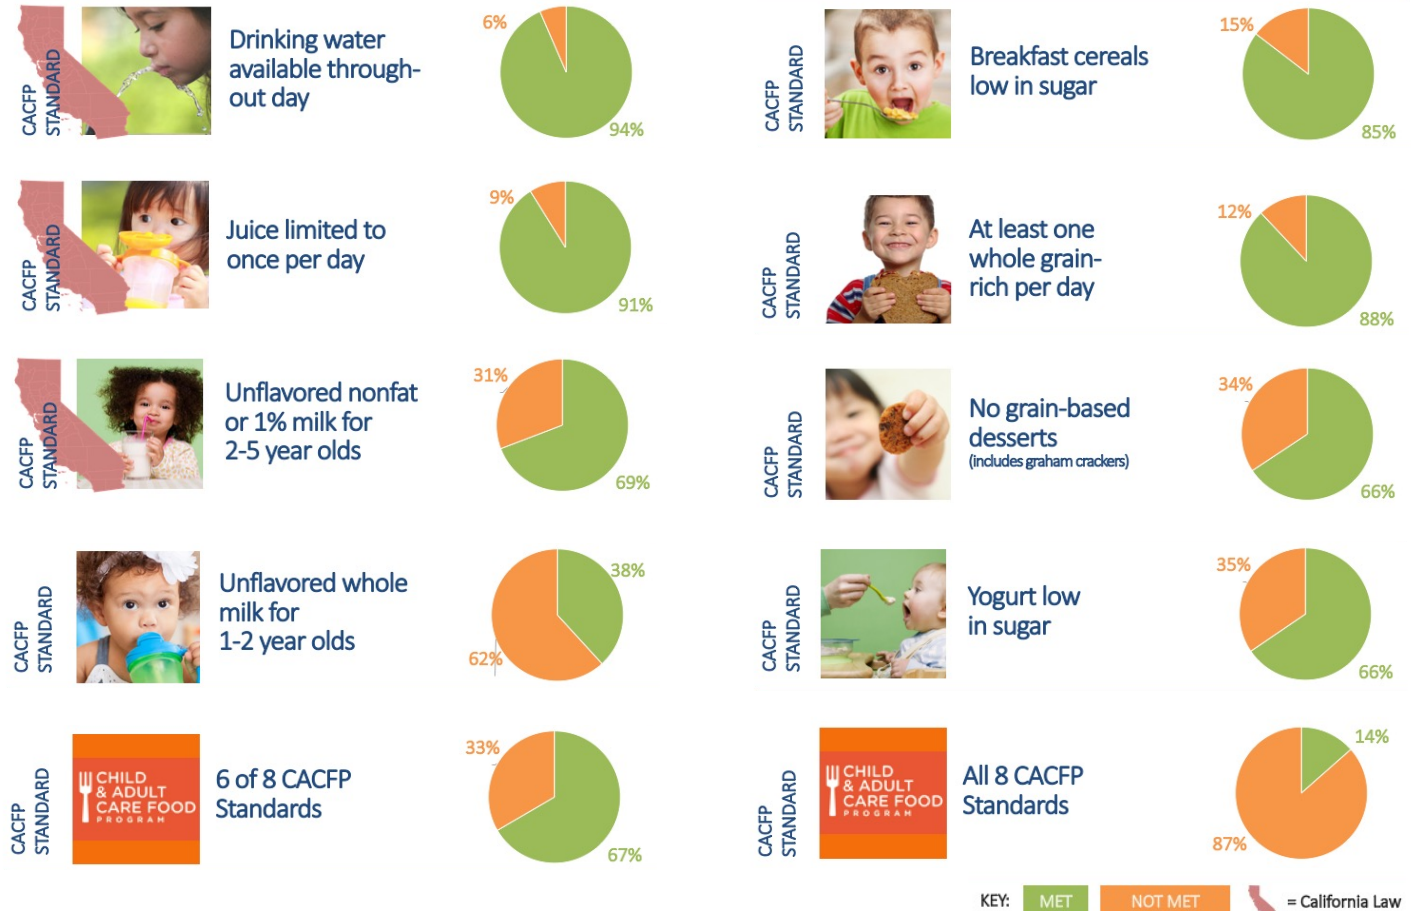 CACFP
STANDARD
Drinking water
available through-
out day
6%
94%
CACFP
STANDARD
Breakfast cereals
low in sugar
15%
85%
CACFP
STANDARD
Juice limited to
once per day
9%
91%
CACFP
STANDARD
At least one
whole grain-
rich per day
12%
88%
CACFP
STANDARD
Unflavored nonfat
or 1% milk for
2-5 year olds
31%
69%
CACFP
STANDARD
No grain-based
desserts
(includes graham crackers)
34%
66%
CACFP
STANDARD
Unflavored whole
milk for
1-2 year olds
38%
62%
CACFP
STANDARD
Yogurt low
in sugar
35%
66%
CACFP
STANDARD
CHILD
& ADULT
CARE FOOD
PROGRAM
6 of 8 CACFP
Standards
33%
67%
CACFP
STANDARD
CHILD
& ADULT
CARE FOOD
PROGRAM
All 8 CACFP
Standards
14%
87%
KEY: MET NOT MET = California Law